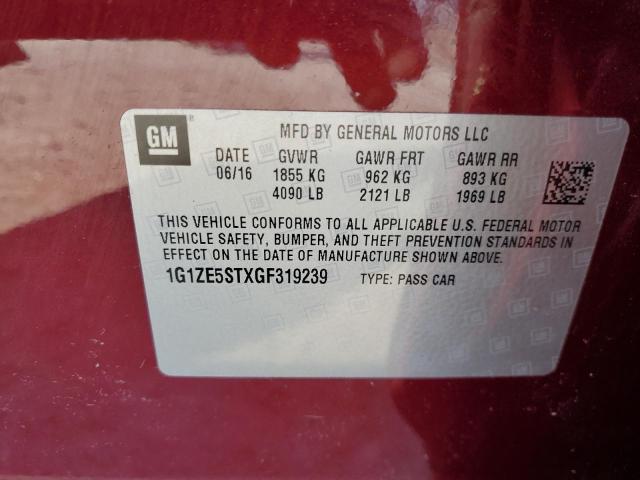 GM
MFD BY GENERAL MOTORS LLC
DATE GVWR GAWR FRT GAWR RR
06/16 1855 KG 962 KG 893 KG
4090 LB 2121 LB 1969 LB
THIS VEHICLE CONFORMS TO ALL APPLICABLE U.S. FEDERAL MOTOR
VEHICLE SAFETY, BUMPER, AND THEFT PREVENTION STANDARDS IN
EFFECT ON THE DATE OF MANUFACTURE SHOWN ABOVE.
1G1ZE5STXGF319239 TYPE: PASS CAR